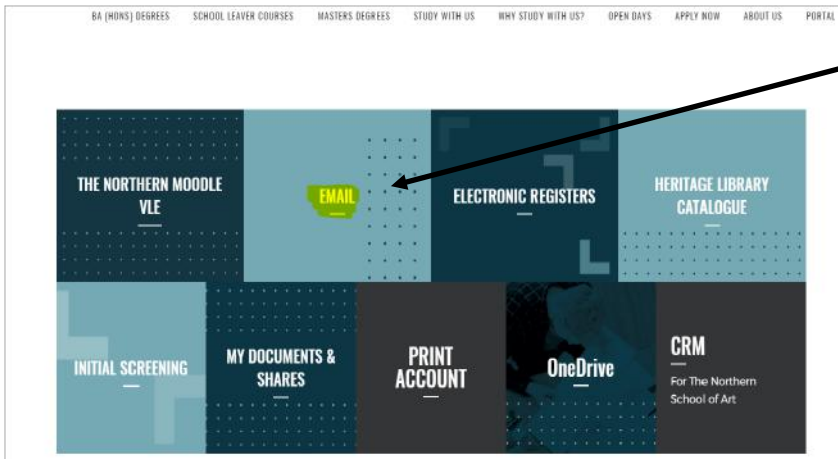 BA (HONS) DEGREES SCHOOL LEAVER COURSES MASTERS DEGREES STUDY WITH US WHY STUDY WITH US? OPEN DAYS APPLY NOW ABOUT US PORTAL
THE NORTHERN MOODLE
VLE
EMAIL
ELECTRONIC REGISTERS
HERITAGE LIBRARY
CATALOGUE
INITIAL SCREENING
MY DOCUMENTS &
SHARES
PRINT
ACCOUNT
OneDrive
CRM
For The Northern
School of Art